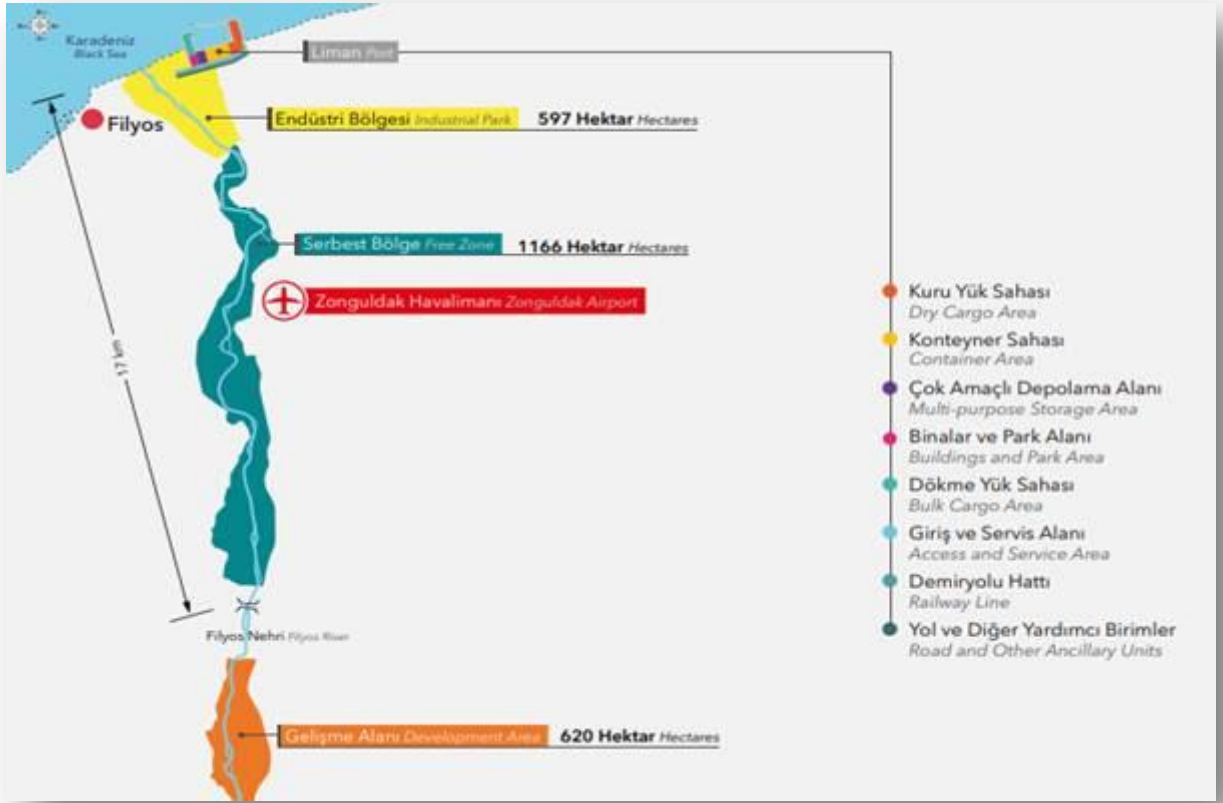 Karadeniz
Black Sea
Liman Port
Filyos
Endüstri Bölgesi Industrial Park 597 Hektar Hectares
Serbest Bölge Free Zone 1166 Hektar Hectares
Zonguldak Havalimanı Zonguldak Airport
17 km
Filyos Nehri Filyos River
Gelişme Alanı Development Area 620 Hektar Hectares
Kuru Yük Sahası
Dry Cargo Area
Konteyner Sahası
Container Area
Çok Amaçlı Depolama Alanı
Multi-purpose Storage Area
Binalar ve Park Alanı
Buildings and Park Area
Dökme Yük Sahası
Bulk Cargo Area
Giriş ve Servis Alanı
Access and Service Area
Demiryolu Hattı
Railway Line
Yol ve Diğer Yardımcı Birimler
Road and Other Ancillary Units